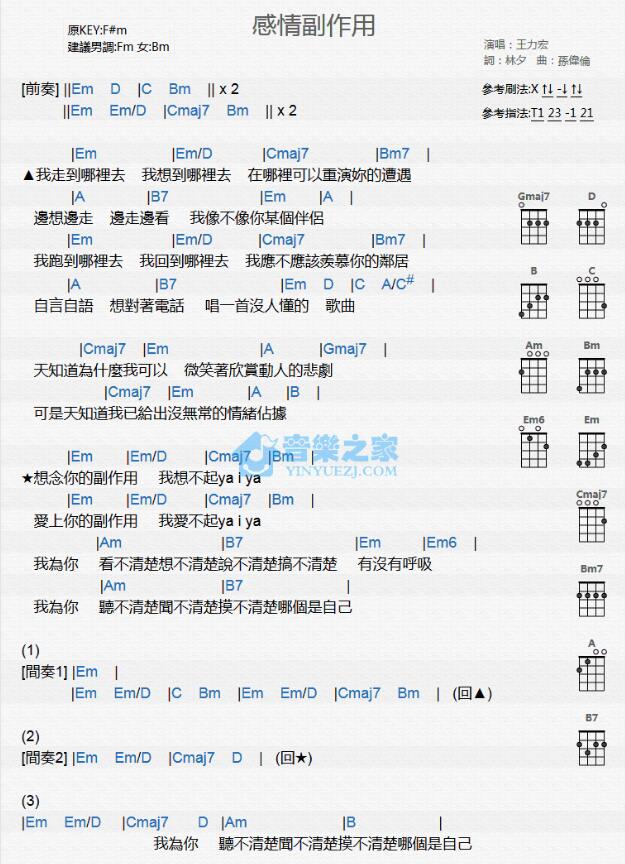 感情副作用
原KEY:F#m
建議男調:Fm 女:Bm
演唱：王力宏
詞：林夕 曲：孫偉倫
參考刷法:X ↑↓ -↓ ↑↓
參考指法:T1 23 -1 21
[前奏] ||Em D |C Bm || x 2
||Em Em/D |Cmaj7 Bm || x 2
|Em |Em/D |Cmaj7 |Bm7 |
▲我走到哪裡去 我想到哪裡去 在哪裡可以重演妳的遭遇
|A |B7 |Em |A |
邊想邊走 邊走邊看 我像不像你某個伴侶
|Em |Em/D |Cmaj7 |Bm7 |
我跑到哪裡去 我回到哪裡去 我應不應該羨慕你的鄰居
|A |B7 |Em D |C A/C# |
自言自語 想對著電話 唱一首沒人懂的 歌曲
|Cmaj7 |Em |A |Gmaj7 |
天知道為什麼我可以 微笑著欣賞動人的悲劇
|Cmaj7 |Em |A |B |
可是天知道我已給出沒無常的情緒佔據
|Em |Em/D |Cmaj7 |Bm |
★想念你的副作用 我想不起ya i ya
|Em |Em/D |Cmaj7 |Bm |
愛上你的副作用 我愛不起ya i ya
|Am |B7 |Em |Em6 |
我為你 看不清楚想不清楚說不清楚搞不清楚 有沒有呼吸
|Am |B7 |
我為你 聽不清楚聞不清楚摸不清楚哪個是自己
(1)
[間奏1] |Em |
|Em Em/D |C Bm |Em Em/D |Cmaj7 Bm | (回▲)
(2)
[間奏2] |Em Em/D |Cmaj7 D | (回★)
(3)
|Em Em/D |Cmaj7 D |Am |B |
我為你 聽不清楚聞不清楚摸不清楚哪個是自己
Gmaj7 D
B C
Am Bm
Em6 Em
Cmaj7
Bm7
A
B7
音樂之家
YINYUEZJ.COM